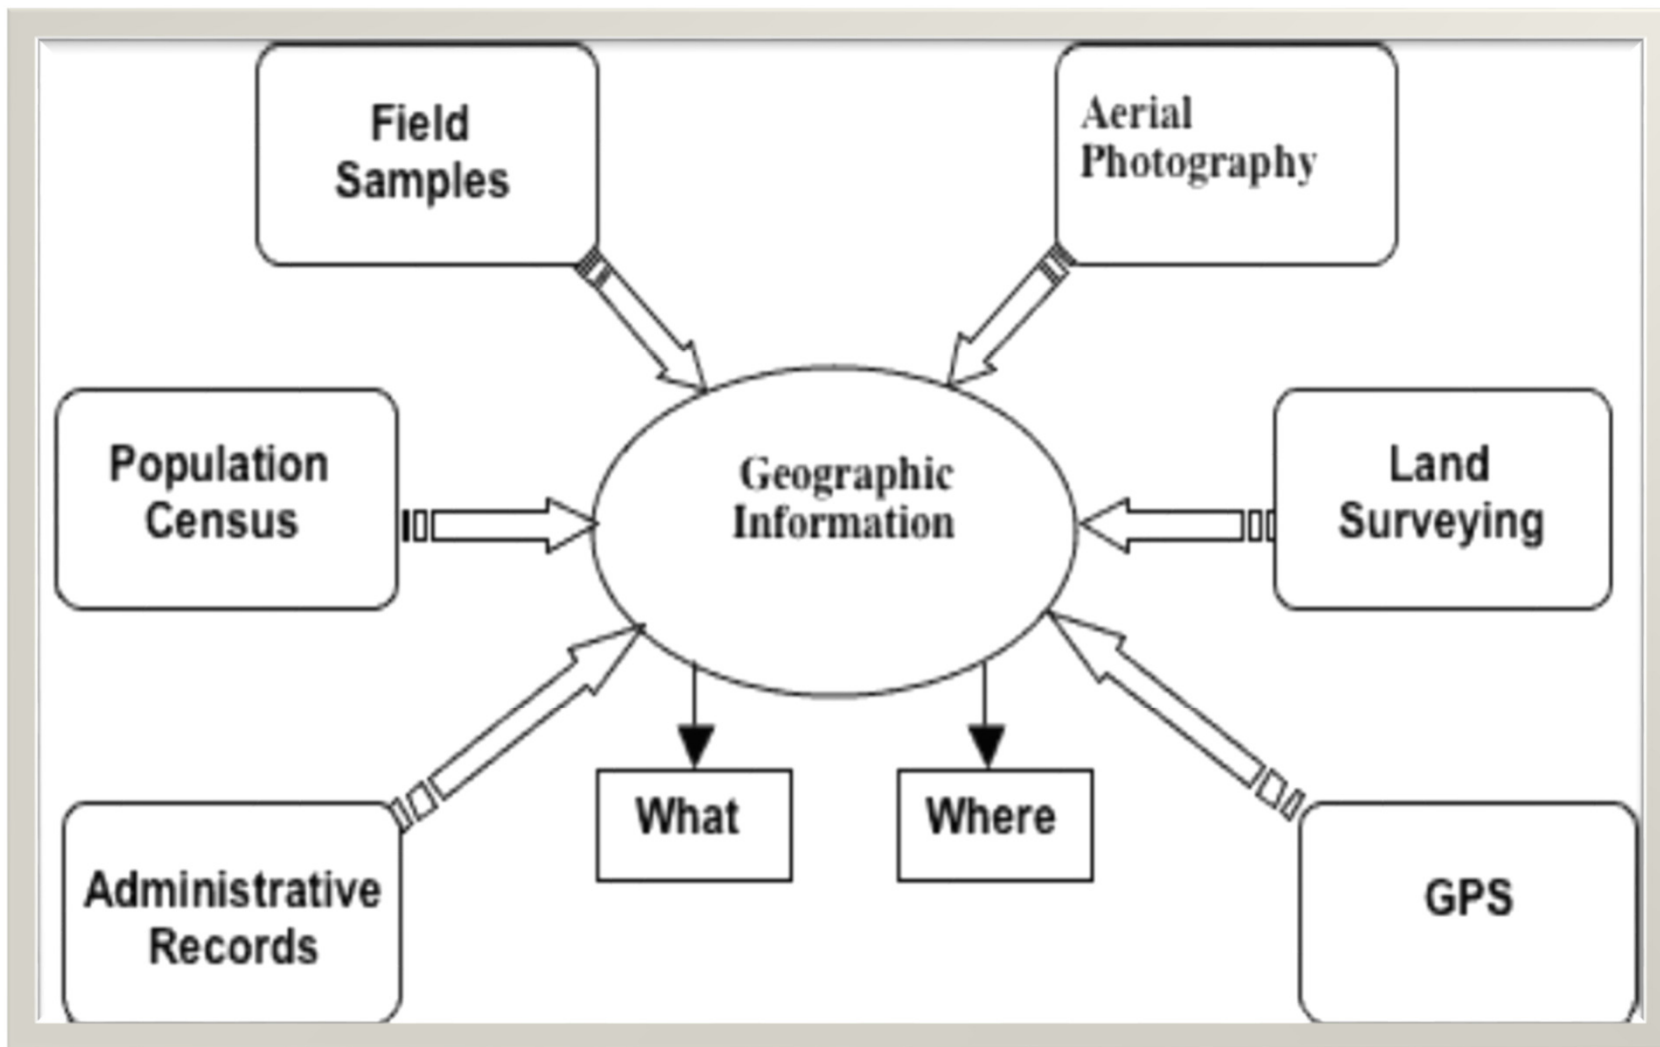 Field
Samples
Aerial
Photography
Population
Census
Geographic
Information
Land
Surveying
What
Where
Administrative
Records
GPS